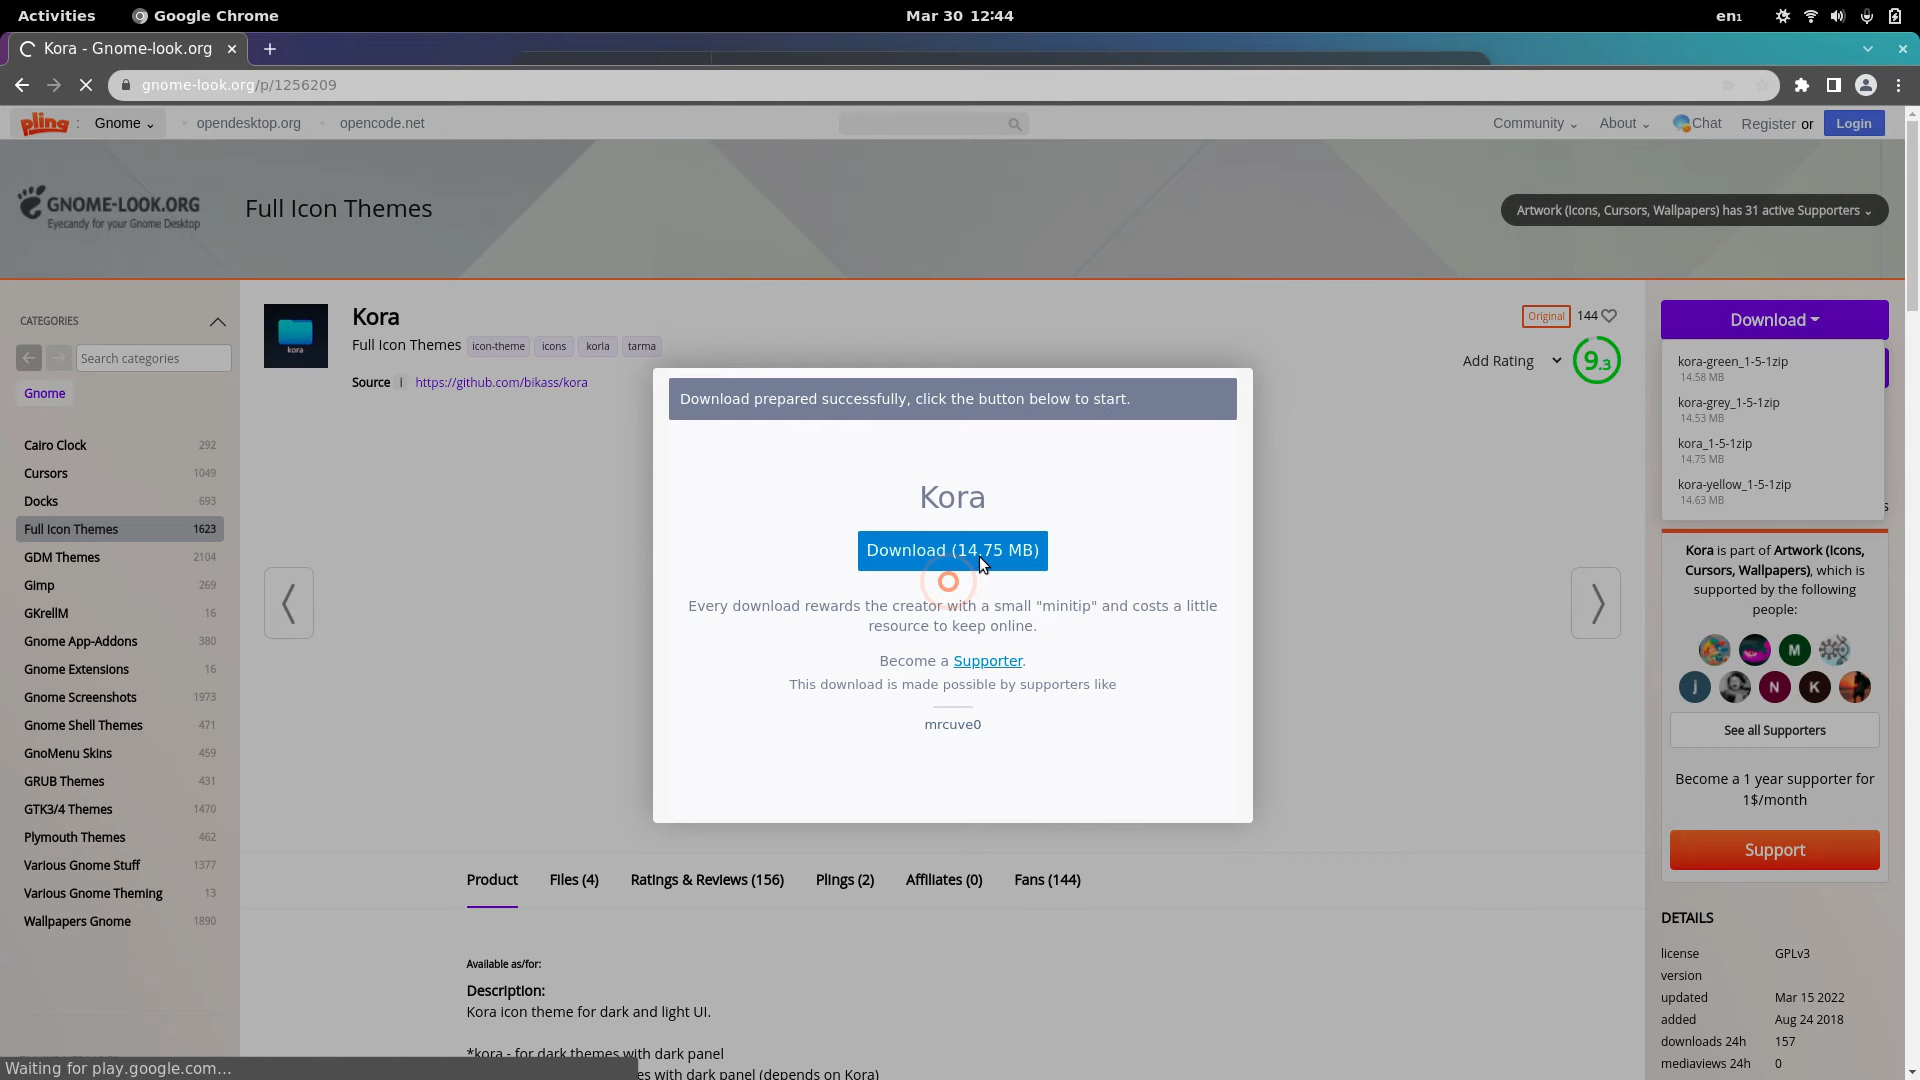 Activities
Google Chrome
Mar 30 12:44
en₁
Kora - Gnome-look.org
gnome-look.org/p/1256209
pling
:
Gnome
opendesktop.org
opencode.net
Community
About
Chat
Register or
Login
GNOME-LOOK.ORG
Eyecandy for your Gnome Desktop
Full Icon Themes
Artwork (Icons, Cursors, Wallpapers) has 31 active Supporters
CATEGORIES
Search categories
Gnome
Cairo Clock 292
Cursors 1049
Docks 693
Full Icon Themes 1623
GDM Themes 2104
Gimp 269
GKrellM 16
Gnome App-Addons 380
Gnome Extensions 16
Gnome Screenshots 1973
Gnome Shell Themes 471
GnoMenu Skins 459
GRUB Themes 431
GTK3/4 Themes 1470
Plymouth Themes 462
Various Gnome Stuff 1377
Various Gnome Theming 13
Wallpapers Gnome 1890
kora
Kora
Full Icon Themes
icon-theme
icons
korla
tarma
Source
https://github.com/bikass/kora
Original
144
Add Rating
9.3
Download prepared successfully, click the button below to start.
Kora
Download (14.75 MB)
Every download rewards the creator with a small "minitip" and costs a little
resource to keep online.
Become a Supporter.
This download is made possible by supporters like
mrcuve0
Product
Files (4)
Ratings & Reviews (156)
Plings (2)
Affiliates (0)
Fans (144)
Available as/for:
Description:
Kora icon theme for dark and light UI.
*kora - for dark themes with dark panel
es with dark panel (depends on Kora)
Download
kora-green_1-5-1zip
14.58 MB
kora-grey_1-5-1zip
14.53 MB
kora_1-5-1zip
14.75 MB
kora-yellow_1-5-1zip
14.63 MB
s
Kora is part of Artwork (Icons,
Cursors, Wallpapers), which is
supported by the following
people:
M
j
N
K
See all Supporters
Become a 1 year supporter for
1$/month
Support
DETAILS
license GPLv3
version
updated Mar 15 2022
added Aug 24 2018
downloads 24h 157
mediaviews 24h 0
Waiting for play.google.com...